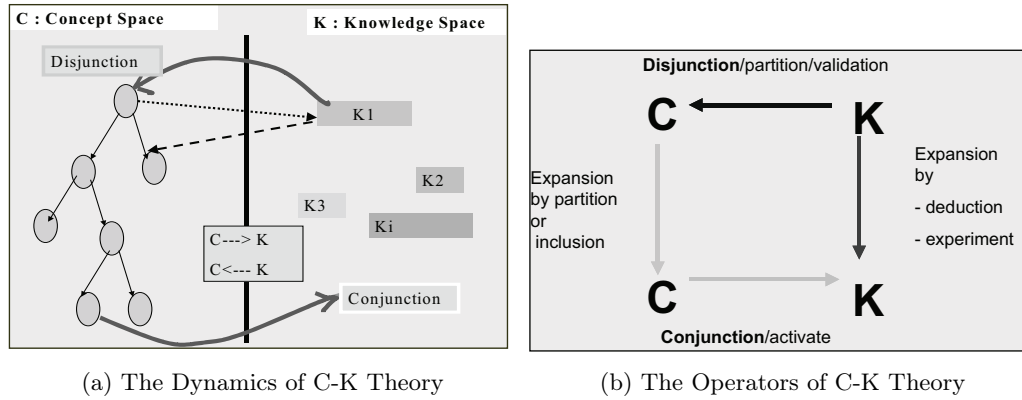 C : Concept Space
K : Knowledge Space
Disjunction
K1
K2
K3
Ki
C---> K
C<--- K
Conjunction
(a) The Dynamics of C-K Theory
Disjunction/partition/validation
C
K
Expansion
by partition
or
inclusion
Expansion
by
- deduction
- experiment
C
K
Conjunction/activate
(b) The Operators of C-K Theory